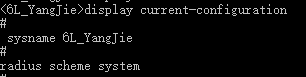 <6L_YangJie>display current-configuration
#
 sysname 6L_YangJie
#
radius scheme system